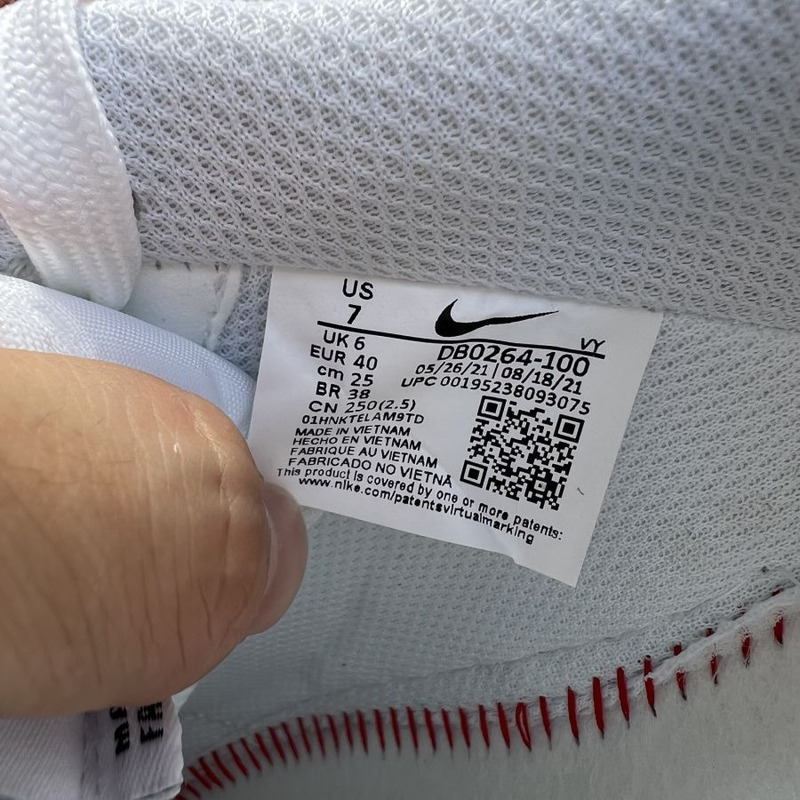 US
7
VY
UK 6
EUR 40
cm 25
BR 38
CN 250(2.5)
DB0264-100
05/26/21 | 08/18/21
UPC 00195238093075
01HNKTELAM9TD
MADE IN VIETNAM
HECHO EN VIETNAM
FABRIQUE AU VIETNAM
FABRICADO NO VIETNA
This product is covered by one or more patents:
www.nike.com/patentsvirtualmarking